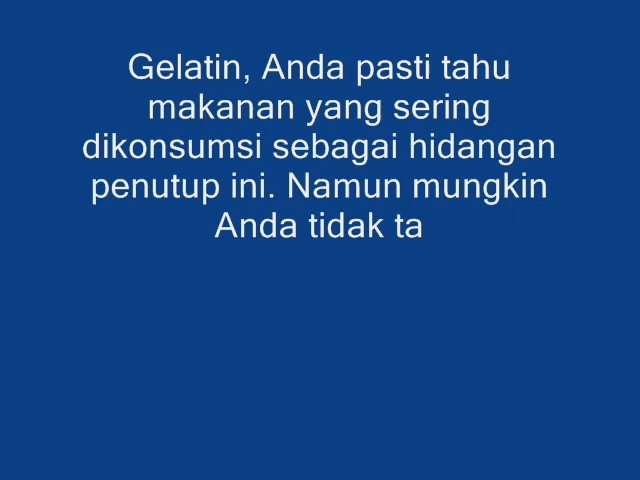 Gelatin, Anda pasti tahu
makanan yang sering
dikonsumsi sebagai hidangan
penutup ini. Namun mungkin
Anda tidak ta